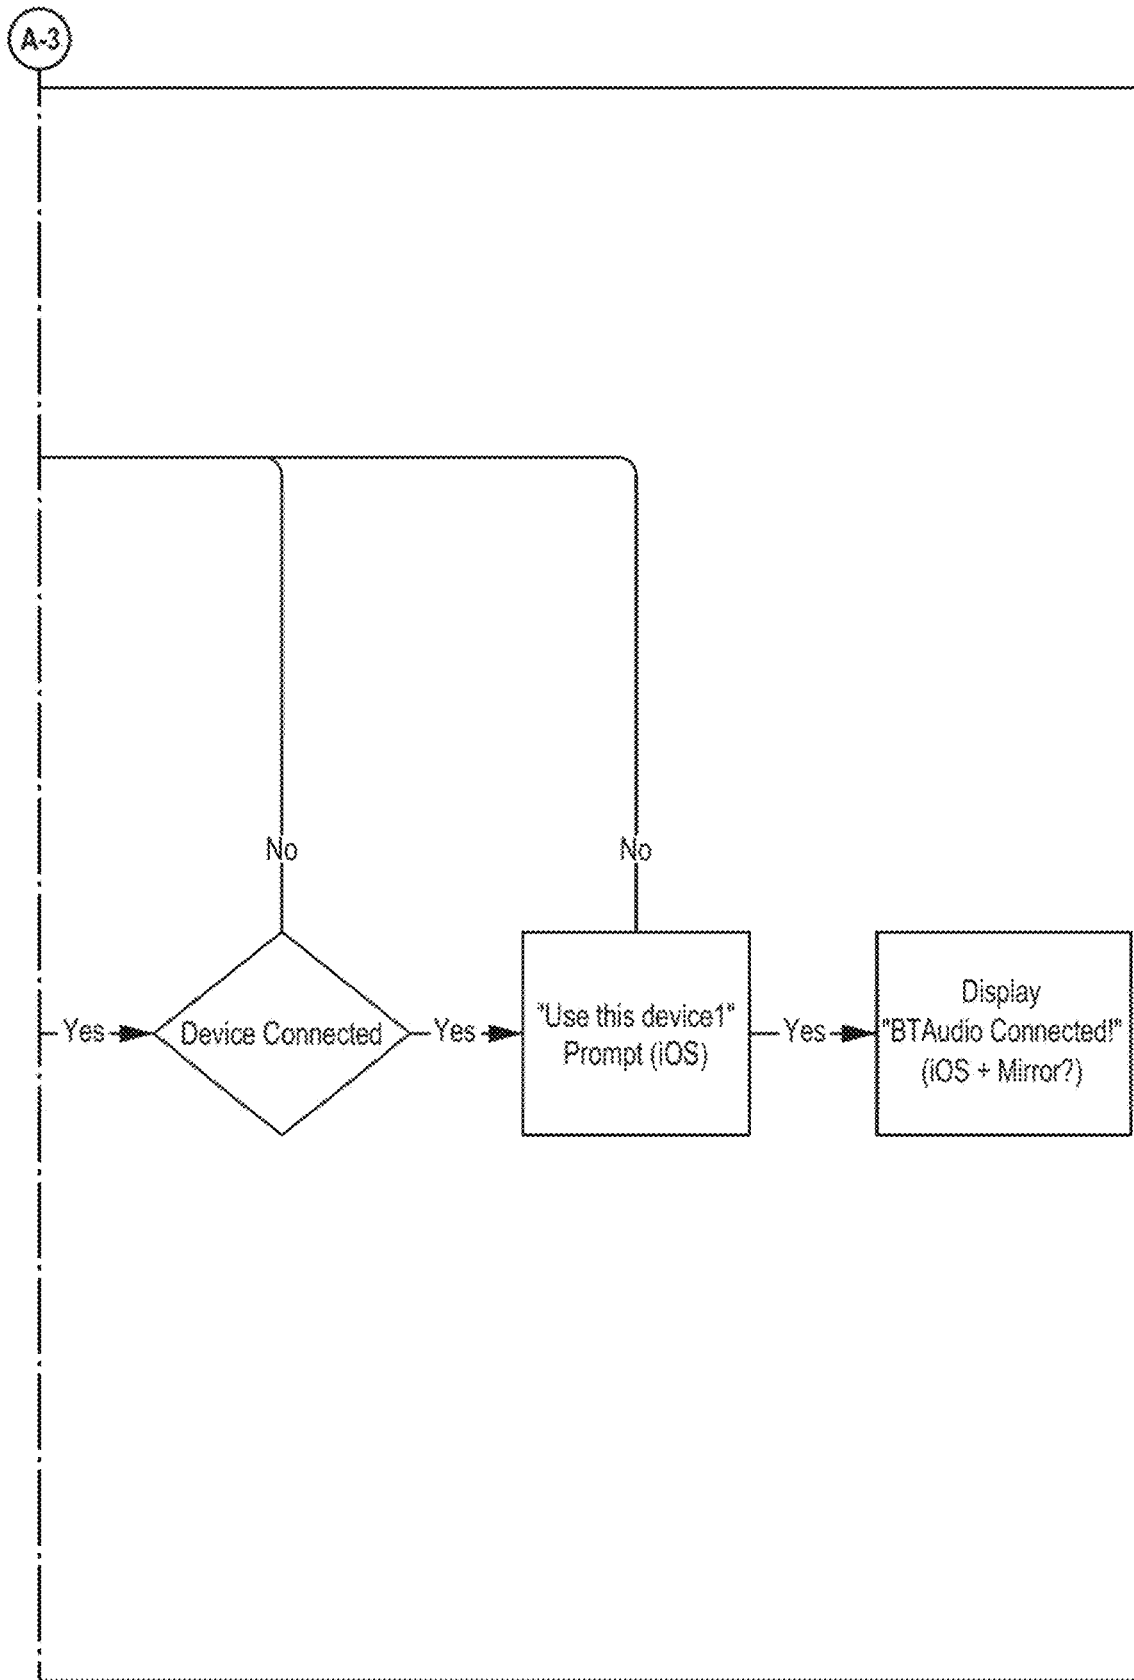 A-3
No
No
Yes
Device Connected
Yes
"Use this device1"
Prompt (iOS)
Yes
Display
"BTAudio Connected!"
(iOS + Mirror?)